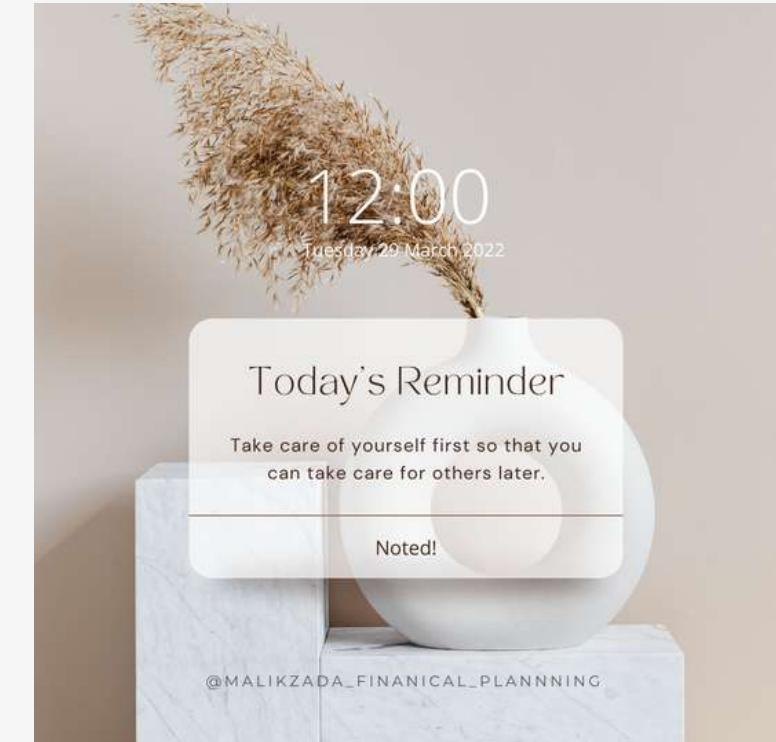 12:00
Tuesday 29 March 2022
Today's Reminder
Take care of yourself first so that you
can take care for others later.
Noted!
@MALIKZADA_FINANICAL_PLANNNING